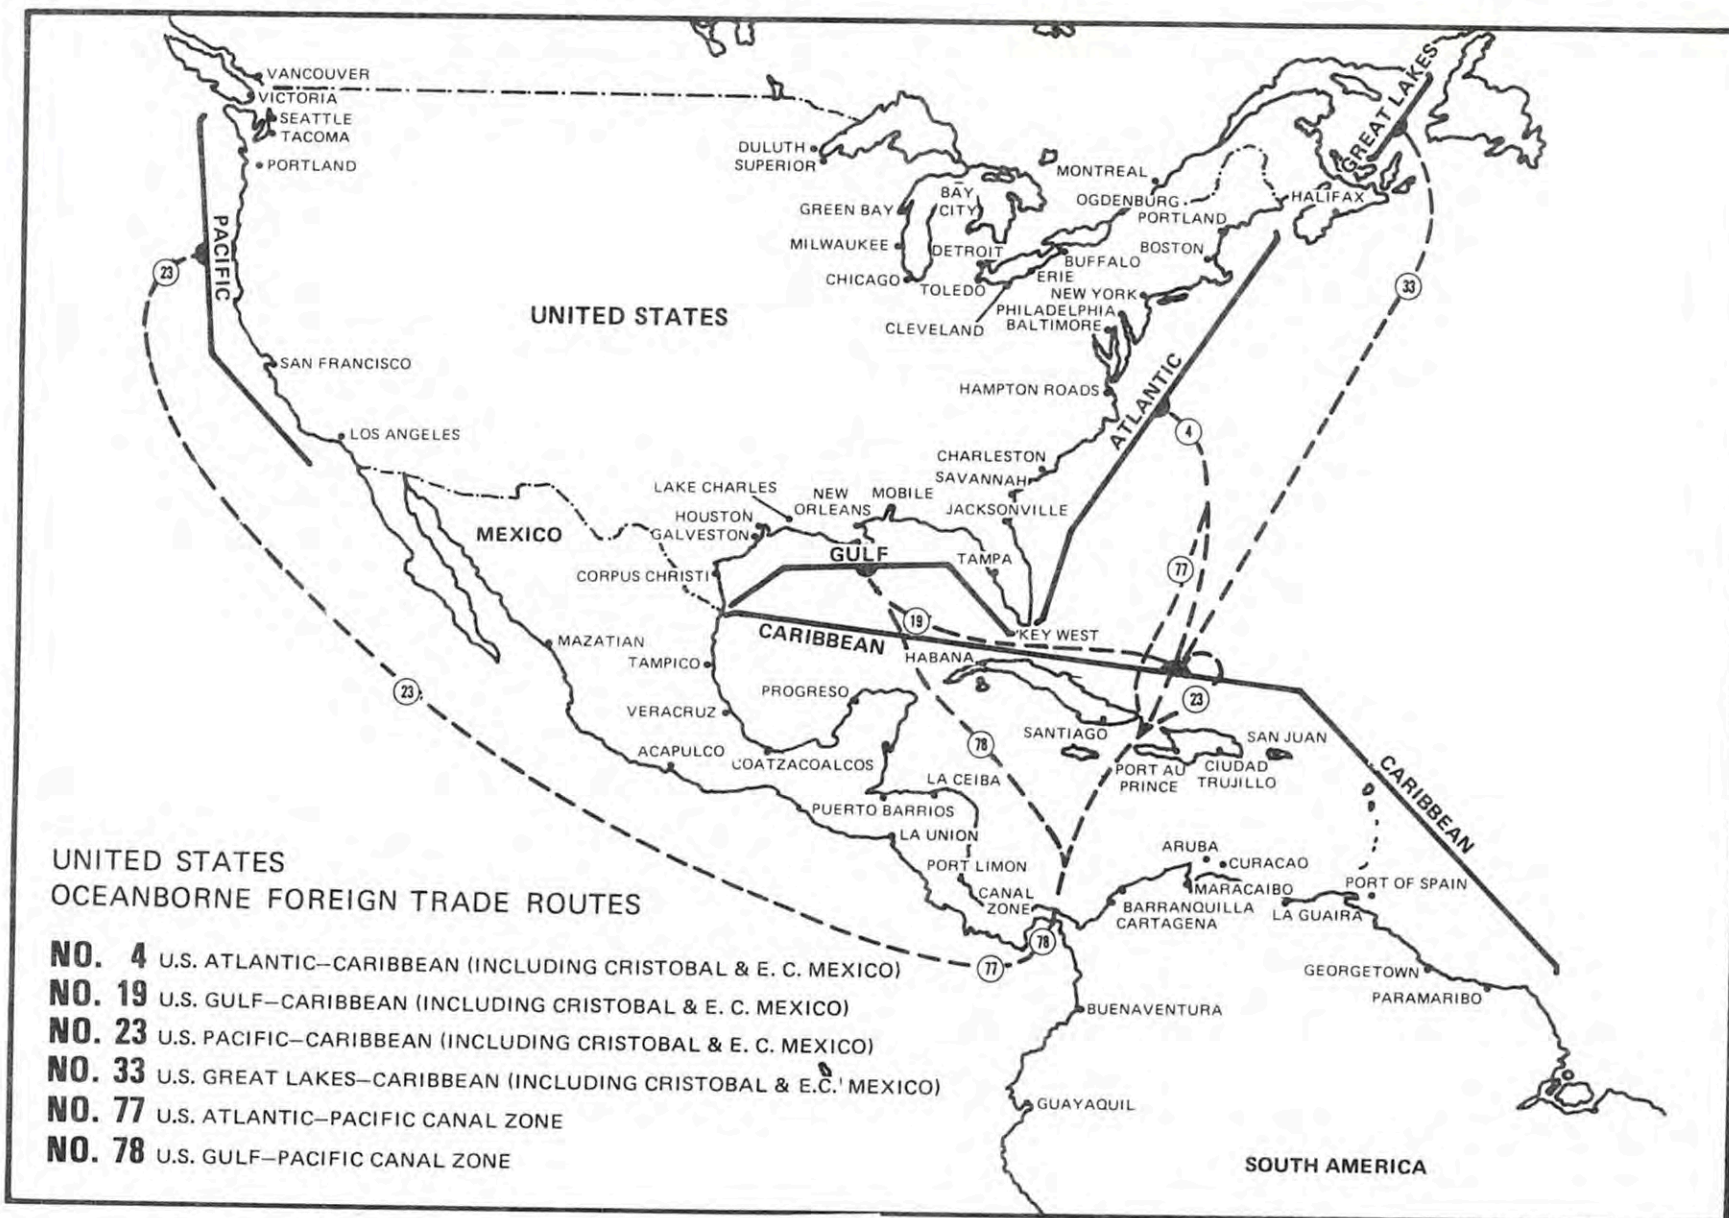 VANCOUVER
VICTORIA
SEATTLE
TACOMA
PORTLAND
PACIFIC
23
SAN FRANCISCO
LOS ANGELES
UNITED STATES
DULUTH
SUPERIOR
GREEN BAY
MILWAUKEE
CHICAGO
BAY
CITY
DETROIT
TOLEDO
CLEVELAND
ERIE
BUFFALO
MONTREAL
OGDENBURG
PORTLAND
BOSTON
HALIFAX
GREAT LAKES
33
NEW YORK
PHILADELPHIA
BALTIMORE
HAMPTON ROADS
ATLANTIC
4
CHARLESTON
SAVANNAH
JACKSONVILLE
TAMPA
KEY WEST
77
LAKE CHARLES
NEW
ORLEANS
MOBILE
HOUSTON
GALVESTON
CORPUS CHRISTI
GULF
MEXICO
19
CARIBBEAN
HABANA
MAZATIAN
TAMPICO
PROGRESO
VERACRUZ
ACAPULCO
COATZACOALCOS
23
78
23
SANTIAGO
SAN JUAN
PORT AU
PRINCE
CIUDAD
TRUJILLO
CARIBBEAN
LA CEIBA
PUERTO BARRIOS
LA UNION
PORT LIMON
CANAL
ZONE
ARUBA
CURACAO
MARACAIBO
BARRANQUILLA
CARTAGENA
LA GUAIRA
PORT OF SPAIN
78
77
GEORGETOWN
PARAMARIBO
BUENAVENTURA
GUAYAQUIL
SOUTH AMERICA
UNITED STATES
OCEANBORNE FOREIGN TRADE ROUTES
NO. 4 U.S. ATLANTIC–CARIBBEAN (INCLUDING CRISTOBAL & E. C. MEXICO)
NO. 19 U.S. GULF–CARIBBEAN (INCLUDING CRISTOBAL & E. C. MEXICO)
NO. 23 U.S. PACIFIC–CARIBBEAN (INCLUDING CRISTOBAL & E. C. MEXICO)
NO. 33 U.S. GREAT LAKES–CARIBBEAN (INCLUDING CRISTOBAL & E.C. MEXICO)
NO. 77 U.S. ATLANTIC–PACIFIC CANAL ZONE
NO. 78 U.S. GULF–PACIFIC CANAL ZONE